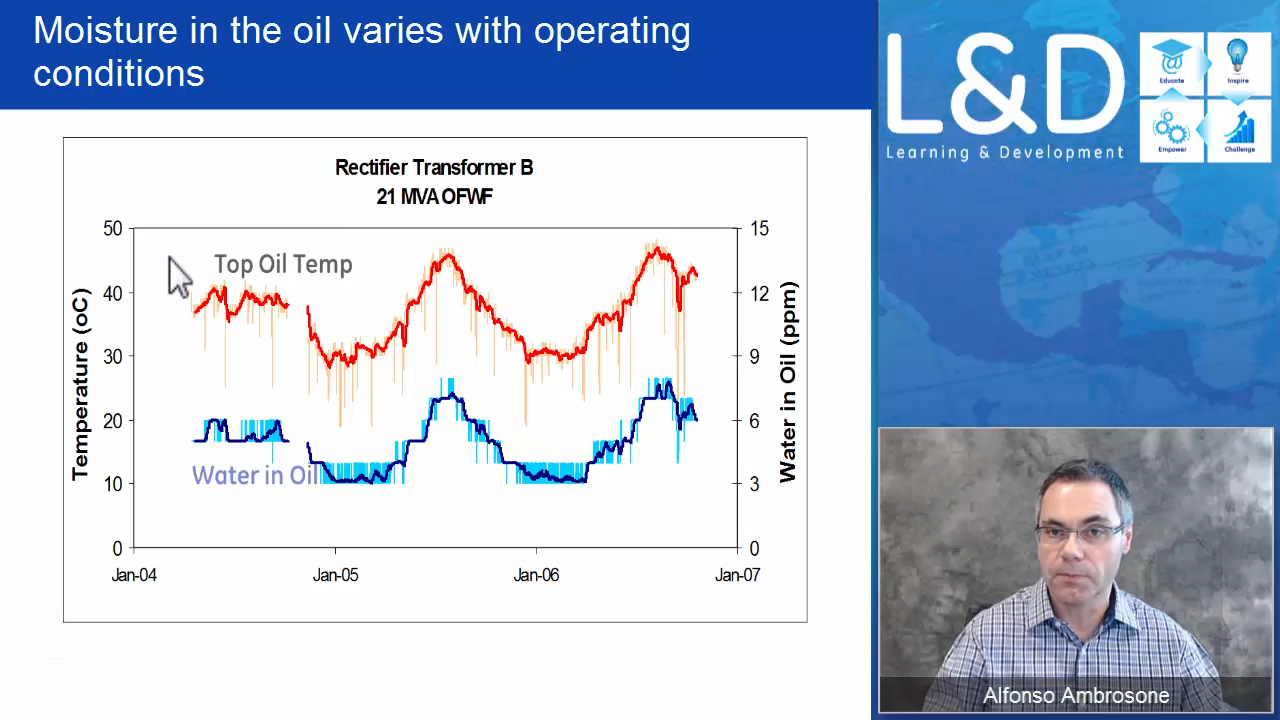 Moisture in the oil varies with operating
conditions
Rectifier Transformer B
21 MVA OFWF
Top Oil Temp
Water in Oil
Temperature (oC)
50
40
30
20
10
0
Water in Oil (ppm)
15
12
9
6
3
0
Jan-04
Jan-05
Jan-06
Jan-07
L&D
Learning & Development
Educate
Inspire
Empower
Challenge
Alfonso Ambrosone